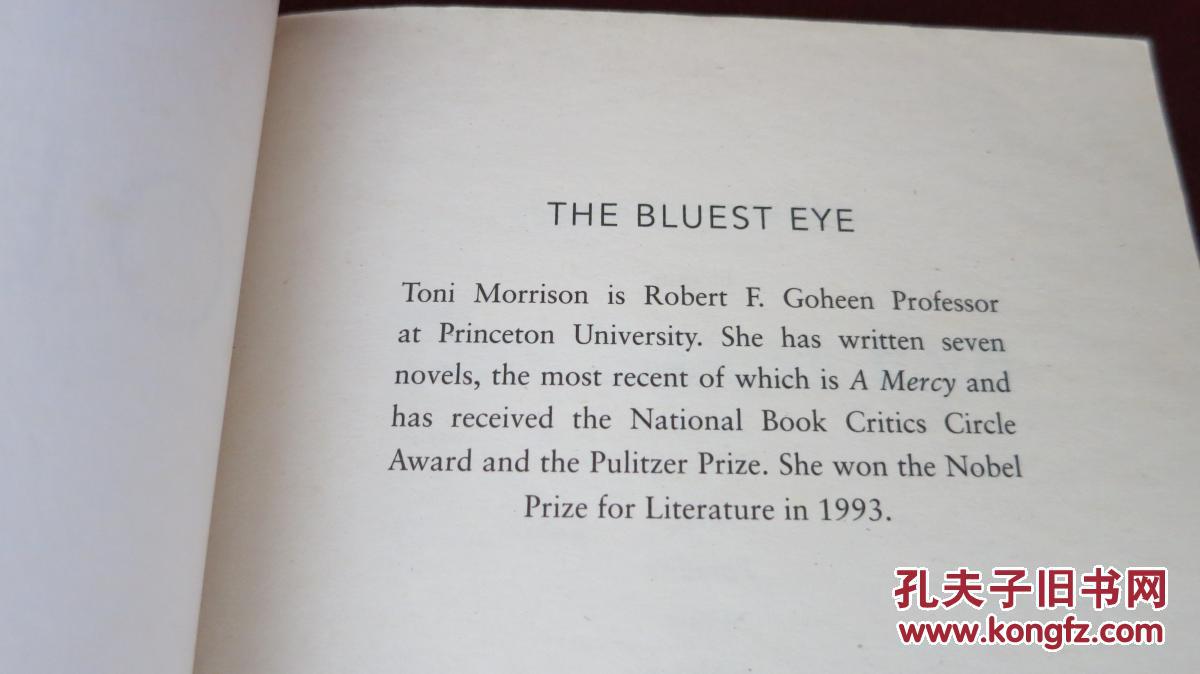 THE BLUEST EYE
Toni Morrison is Robert F. Goheen Professor
at Princeton University. She has written seven
novels, the most recent of which is A Mercy and
has received the National Book Critics Circle
Award and the Pulitzer Prize. She won the Nobel
Prize for Literature in 1993.
孔夫子旧书网
www.kongfz.com